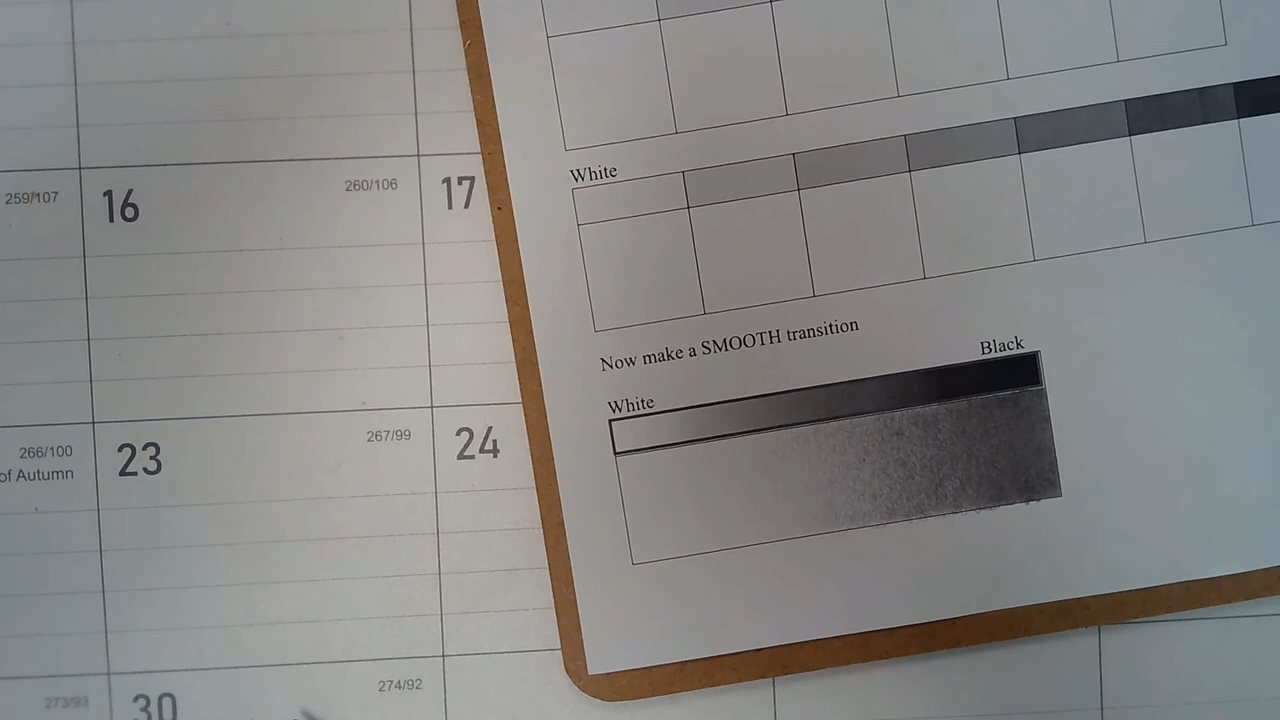 259/107
16
260/106
17
White
Now make a SMOOTH transition
Black
White
266/100
of Autumn
23
267/99
24
273/93
30
274/92